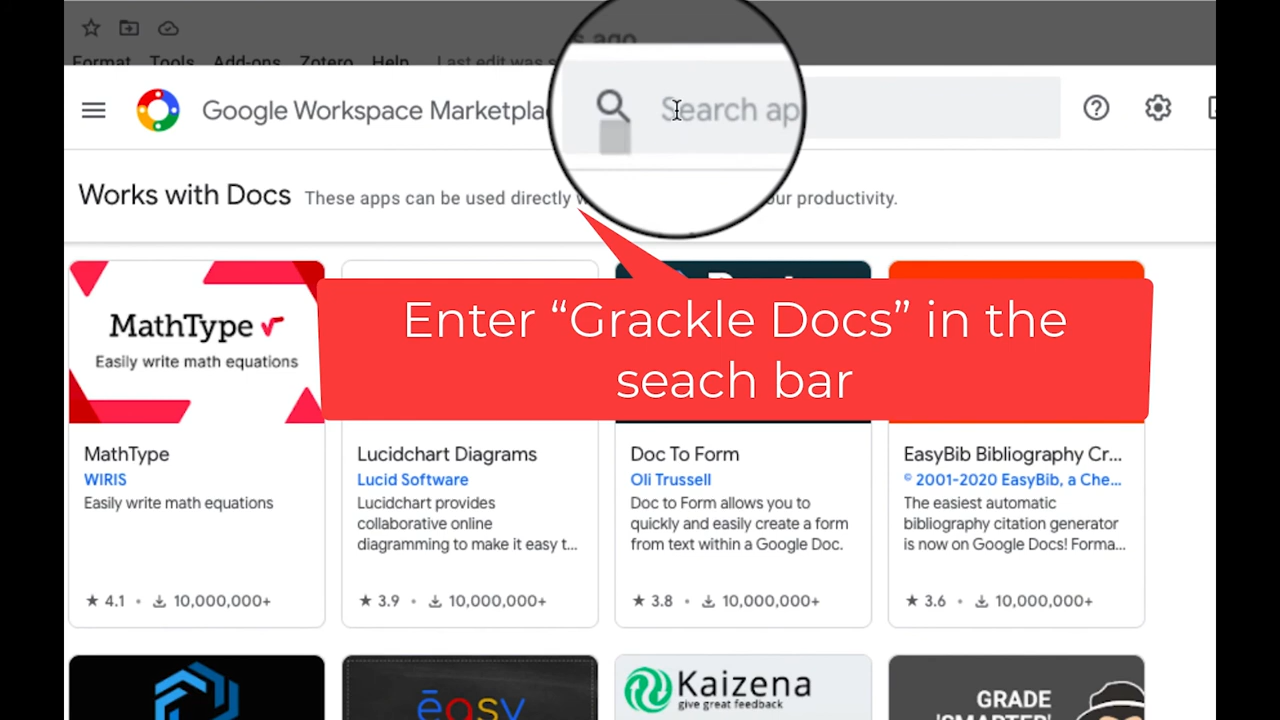 s ago
Format Tools Add-ons Zotero Help Last edit was s
Google Workspace Marketpla
Search ap
Works with Docs These apps can be used directly our productivity.
Enter “Grackle Docs” in the
seach bar
MathType
Easily write math equations
MathType
WIRIS
Easily write math equations
★ 4.1 • 10,000,000+
Lucidchart Diagrams
Lucid Software
Lucidchart provides
collaborative online
diagramming to make it easy t...
★ 3.9 • 10,000,000+
Doc To Form
Oli Trussell
Doc to Form allows you to
quickly and easily create a form
from text within a Google Doc.
★ 3.8 • 10,000,000+
EasyBib Bibliography Cr...
© 2001-2020 EasyBib, a Che...
The easiest automatic
bibliography citation generator
is now on Google Docs! Forma...
★ 3.6 • 10,000,000+
ēasy
Kaizena
give great feedback
GRADE
'SMARTER'